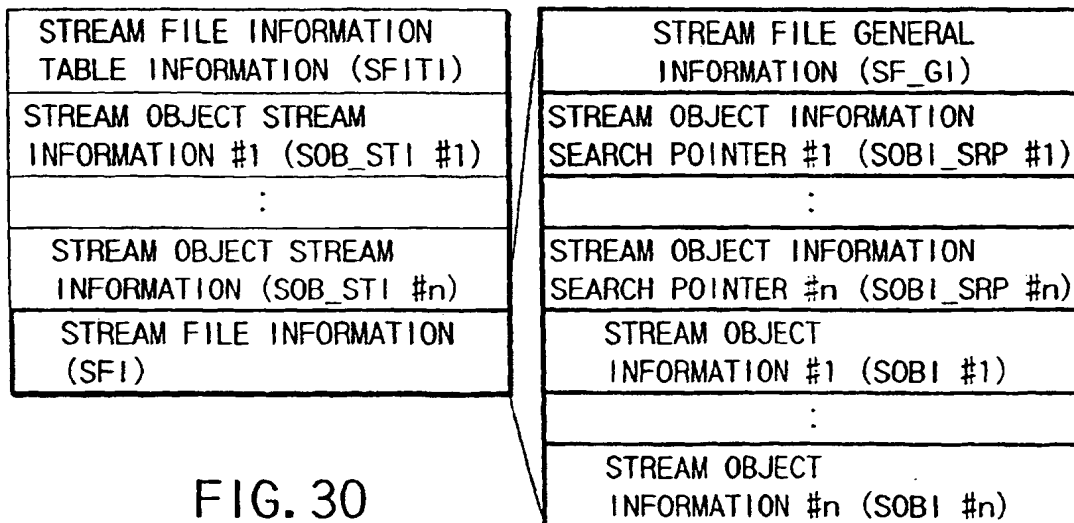 STREAM FILE INFORMATION
TABLE INFORMATION (SFITI)
STREAM OBJECT STREAM
INFORMATION #1 (SOB_STI #1)
:
STREAM OBJECT STREAM
INFORMATION (SOB_STI #n)
STREAM FILE INFORMATION
(SFI)
STREAM FILE GENERAL
INFORMATION (SF_GI)
STREAM OBJECT INFORMATION
SEARCH POINTER #1 (SOBI_SRP #1)
:
STREAM OBJECT INFORMATION
SEARCH POINTER #n (SOBI_SRP #n)
STREAM OBJECT
INFORMATION #1 (SOBI #1)
:
STREAM OBJECT
INFORMATION #n (SOBI #n)
FIG. 30